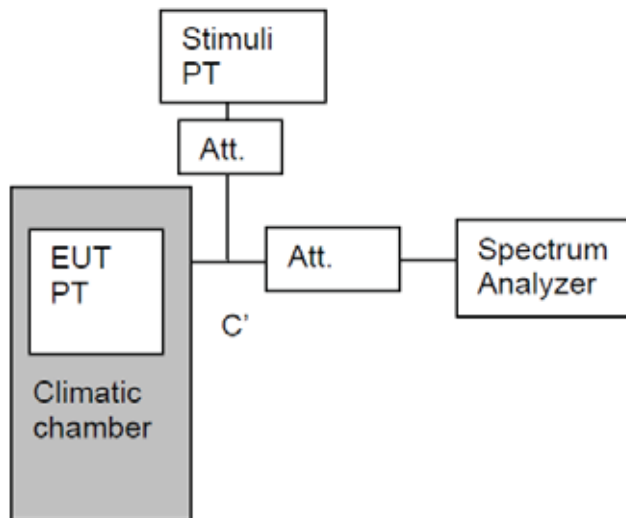 Stimuli
PT
Att.
EUT
PT
Att.
Spectrum
Analyzer
C’
Climatic
chamber